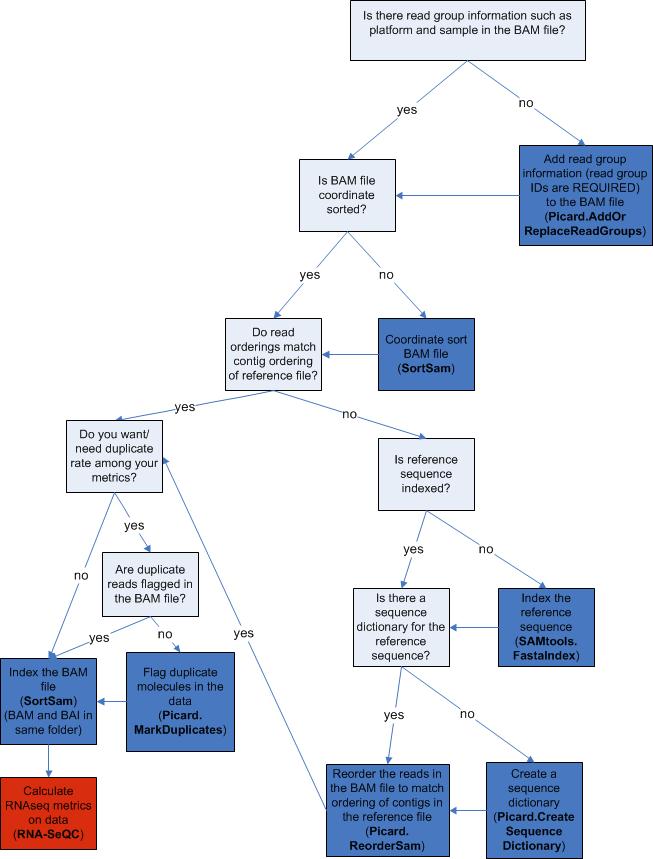 Is there read group information such as
platform and sample in the BAM file?
yes
no
Is BAM file
coordinate
sorted?
Add read group
information (read group
IDs are REQUIRED)
to the BAM file
(Picard.AddOr
ReplaceReadGroups)
yes
no
Do read
orderings match
contig ordering
of reference file?
Coordinate sort
BAM file
(SortSam)
yes
no
Do you want/
need duplicate
rate among your
metrics?
Is reference
sequence
indexed?
yes
no
yes
no
Are duplicate
reads flagged in
the BAM file?
Is there a
sequence
dictionary for the
reference
sequence?
Index the
reference
sequence
(SAMtools.
FastaIndex)
yes
no
yes
Index the BAM
file
(SortSam)
(BAM and BAI in
same folder)
Flag duplicate
molecules in the
data
(Picard.
MarkDuplicates)
yes
no
Calculate
RNAseq metrics
on data
(RNA-SeQC)
Reorder the reads in
the BAM file to match
ordering of contigs in
the reference file
(Picard.
ReorderSam)
Create a
sequence
dictionary
(Picard.Create
Sequence
Dictionary)